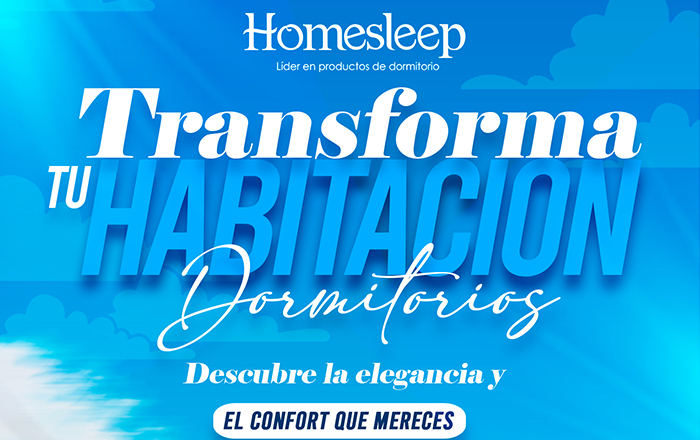 Homesleep
Líder en productos de dormitorio
Transforma
TU HABITACION
Dormitorios
Descubre la elegancia y
EL CONFORT QUE MERECES